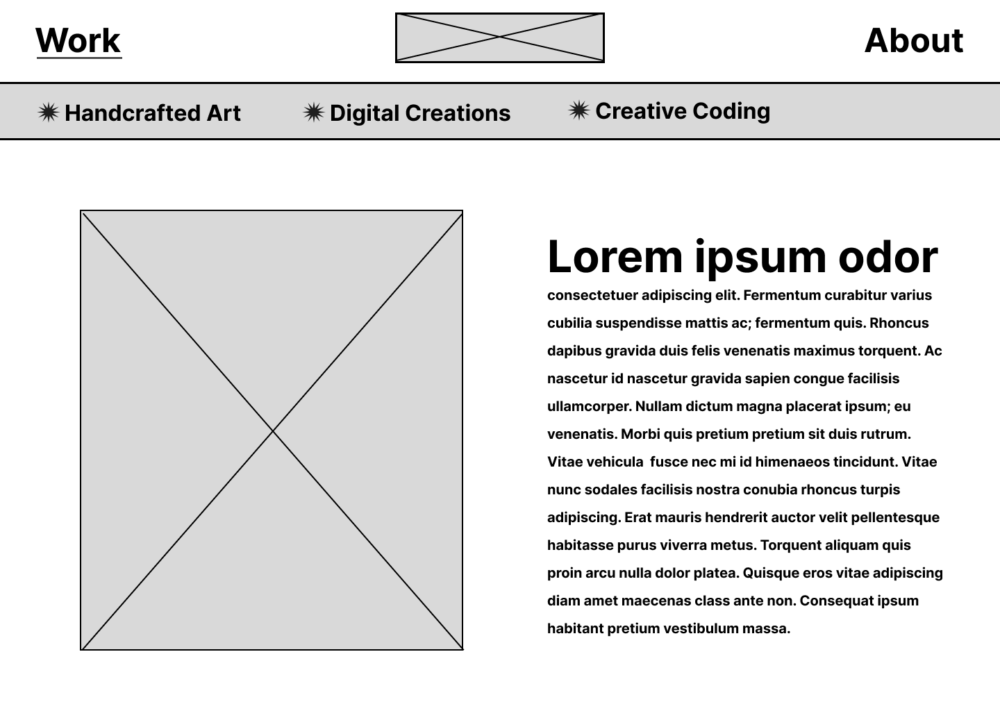 Work
About
Handcrafted Art
Digital Creations
Creative Coding
Lorem ipsum odor
consectetuer adipiscing elit. Fermentum curabitur varius
cubilia suspendisse mattis ac; fermentum quis. Rhoncus
dapibus gravida duis felis venenatis maximus torquent. Ac
nascetur id nascetur gravida sapien congue facilisis
ullamcorper. Nullam dictum magna placerat ipsum; eu
venenatis. Morbi quis pretium pretium sit duis rutrum.
Vitae vehicula  fusce nec mi id himenaeos tincidunt. Vitae
nunc sodales facilisis nostra conubia rhoncus turpis
adipiscing. Erat mauris hendrerit auctor velit pellentesque
habitasse purus viverra metus. Torquent aliquam quis
proin arcu nulla dolor platea. Quisque eros vitae adipiscing
diam amet maecenas class ante non. Consequat ipsum
habitant pretium vestibulum massa.